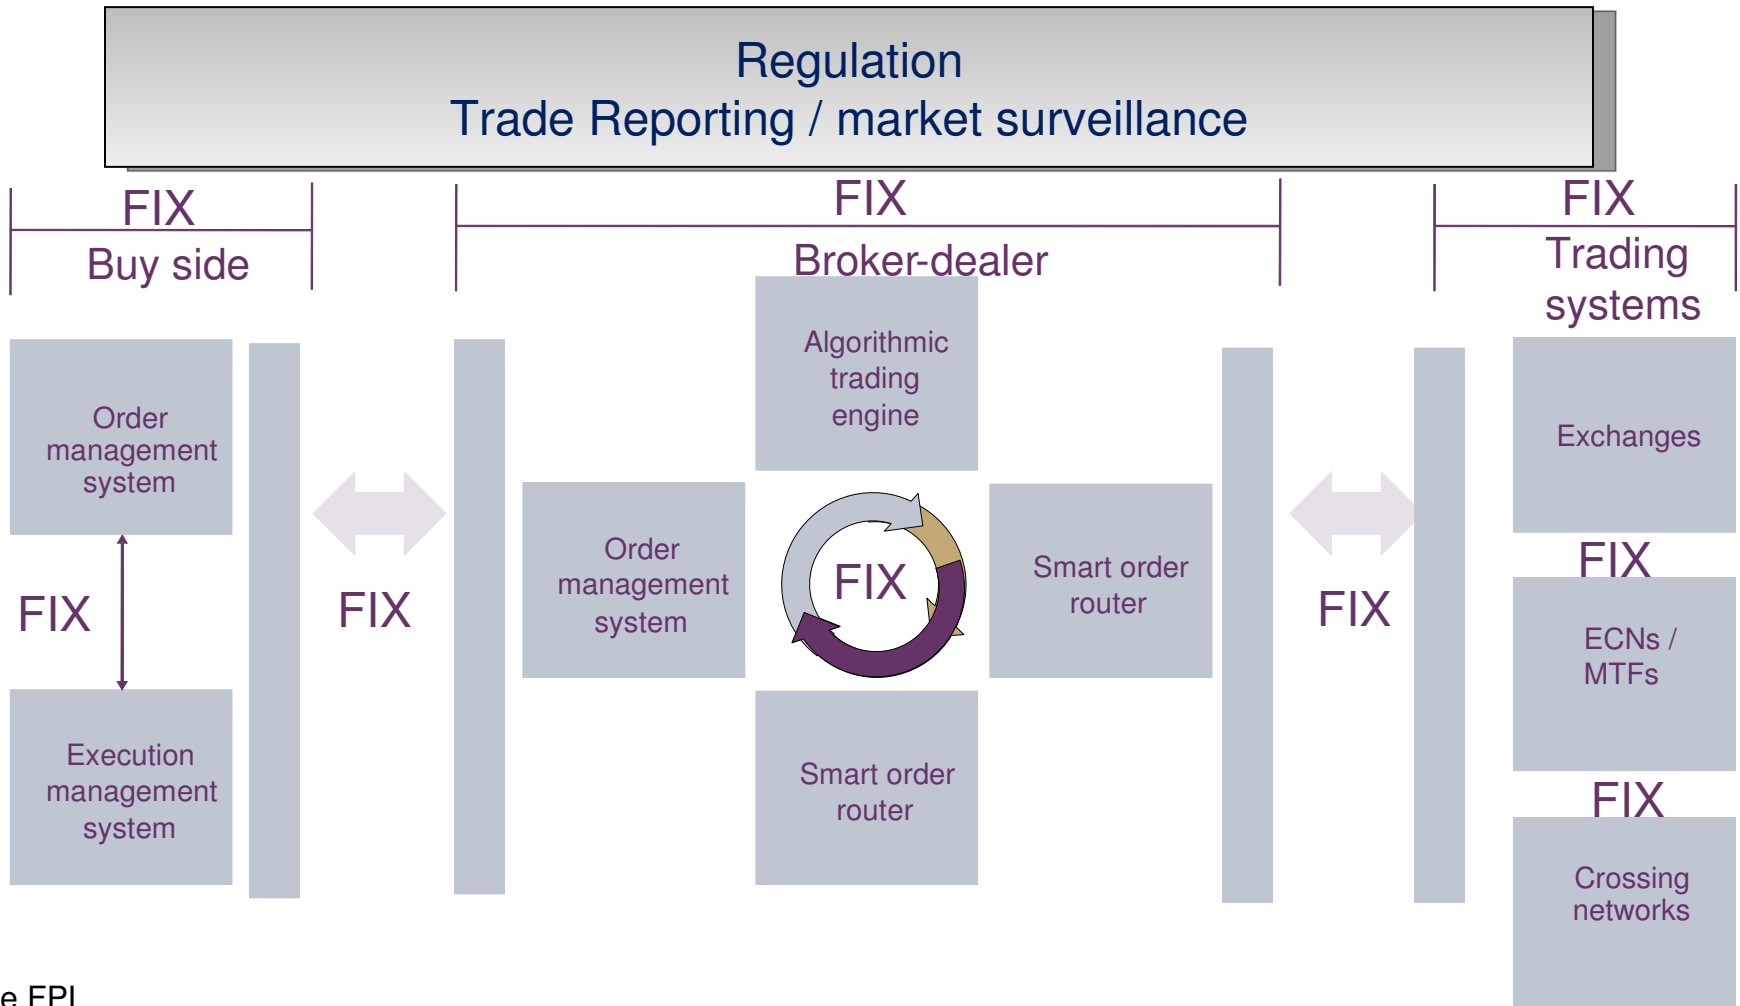 Regulation
Trade Reporting / market surveillance
FIX
Buy side
FIX
Broker-dealer
FIX
Trading
systems
Order
management
system
FIX
Execution
management
system
FIX
Algorithmic
trading
engine
Order
management
system
FIX
Smart order
router
Smart order
router
FIX
Exchanges
FIX
ECNs /
MTFs
FIX
Crossing
networks
e FPL